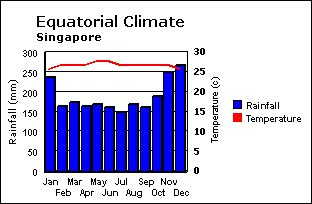 Equatorial Climate
Singapore
Rainfall (mm)
300
250
200
150
100
50
0
30
25
20
15
10
5
0
Temperature (c)
Jan Mar May Jul Sep Nov
Feb Apr Jun Aug Oct Dec
Rainfall
Temperature